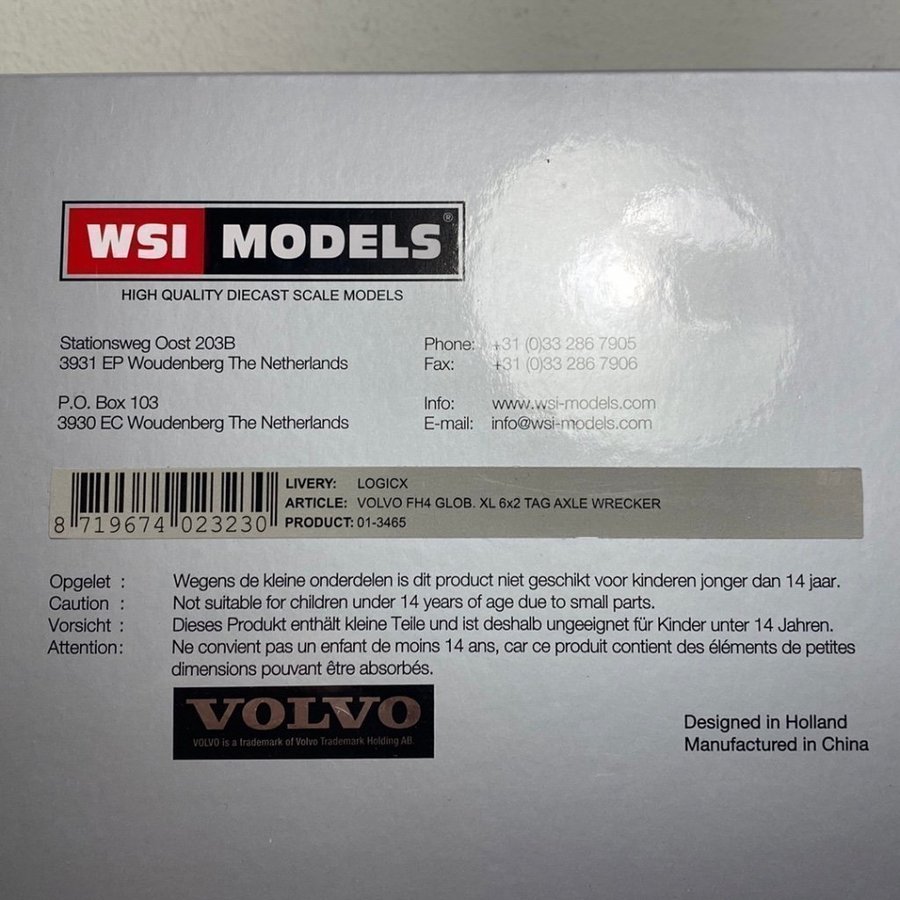 WSI MODELS®
HIGH QUALITY DIECAST SCALE MODELS
Stationsweg Oost 203B
3931 EP Woudenberg The Netherlands
P.O. Box 103
3930 EC Woudenberg The Netherlands
Phone: +31 (0)33 286 7905
Fax: +31 (0)33 286 7906
Info: www.wsi-models.com
E-mail: info@wsi-models.com
8 719674 023230
LIVERY: LOGICX
ARTICLE: VOLVO FH4 GLOB. XL 6x2 TAG AXLE WRECKER
PRODUCT: 01-3465
Opgelet : Wegens de kleine onderdelen is dit product niet geschikt voor kinderen jonger dan 14 jaar.
Caution : Not suitable for children under 14 years of age due to small parts.
Vorsicht : Dieses Produkt enthält kleine Teile und ist deshalb ungeeignet für Kinder unter 14 Jahren.
Attention: Ne convient pas un enfant de moins 14 ans, car ce produit contient des éléments de petites
dimensions pouvant être absorbés.
VOLVO
VOLVO is a trademark of Volvo Trademark Holding AB.
Designed in Holland
Manufactured in China